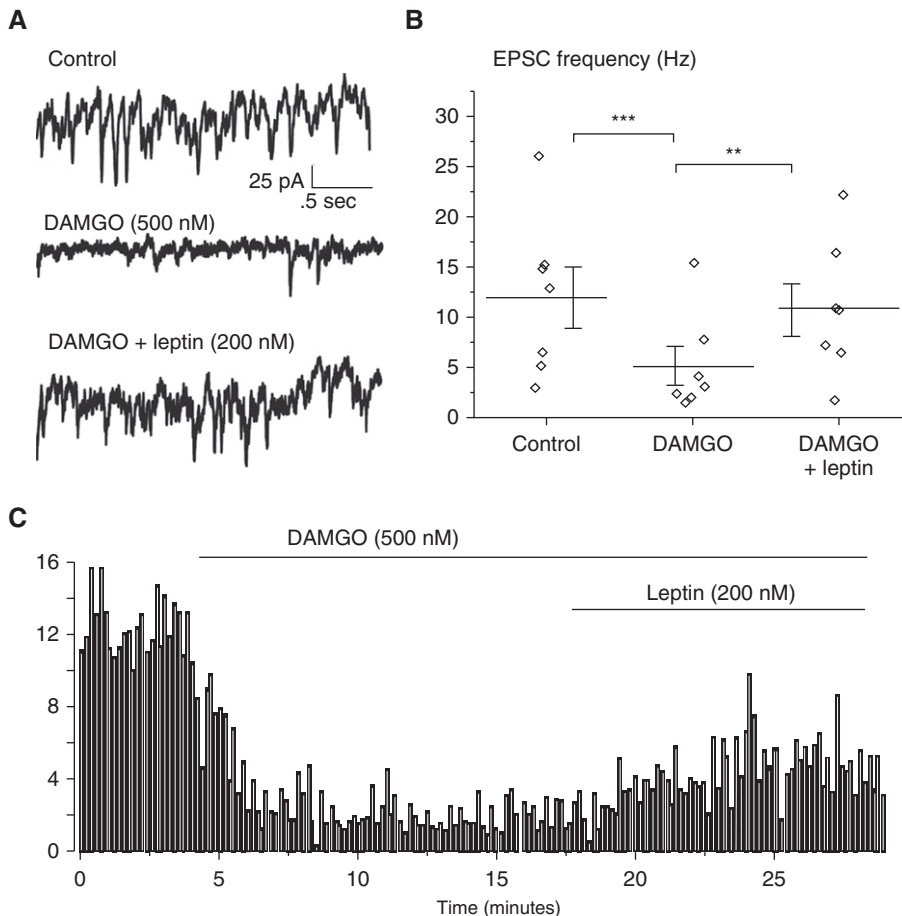 A
Control
25 pA
.5 sec
DAMGO (500 nM)
DAMGO + leptin (200 nM)
B
EPSC frequency (Hz)
30
25
20
15
10
5
0
***
**
Control
DAMGO
DAMGO
+ leptin
C
DAMGO (500 nM)
Leptin (200 nM)
16
12
8
4
0
0
5
10
15
20
25
Time (minutes)